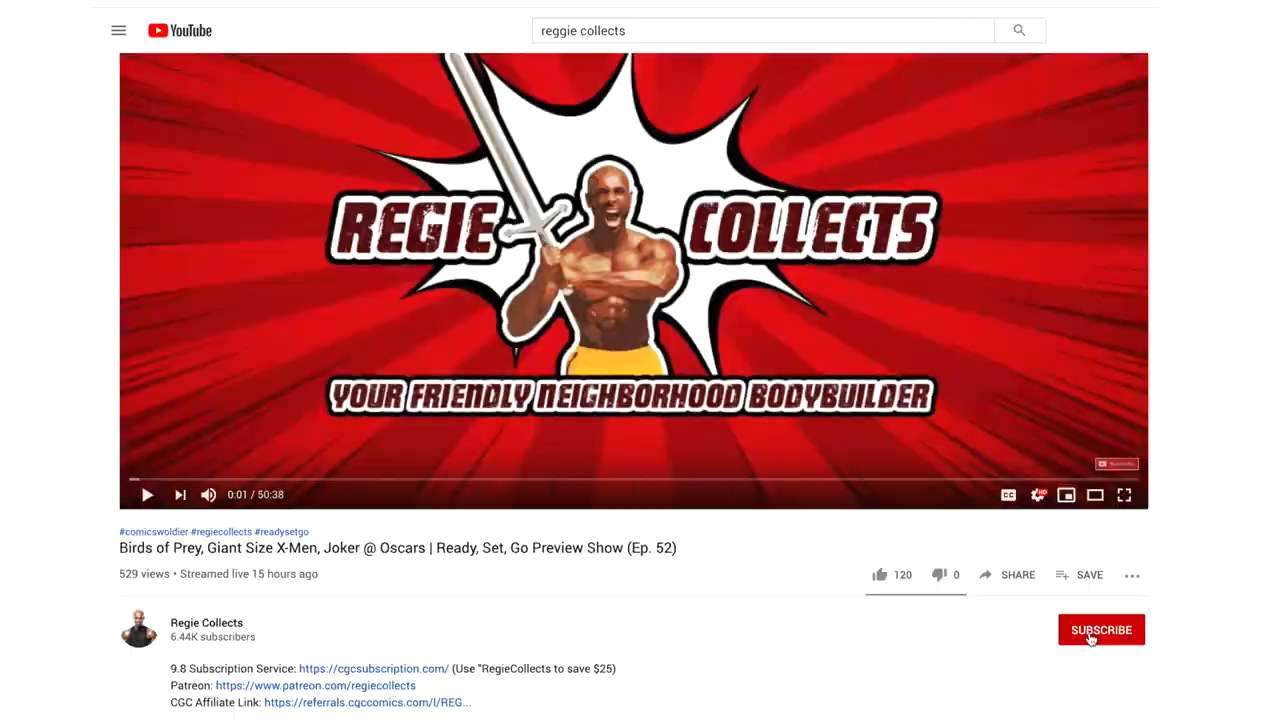 YouTube
reggie collects
REGIE COLLECTS
YOUR FRIENDLY NEIGHBORHOOD BODYBUILDER
Subscribe
0:01 / 50:38
CC
HD
#comicswoldier #regiecollects #readysetgo
Birds of Prey, Giant Size X-Men, Joker @ Oscars | Ready, Set, Go Preview Show (Ep. 52)
529 views • Streamed live 15 hours ago
120 0 SHARE SAVE
Regie Collects
6.44K subscribers
SUBSCRIBE
9.8 Subscription Service: https://cgcsubscription.com/ (Use "RegieCollects to save $25)
Patreon: https://www.patreon.com/regiecollects
CGC Affiliate Link: https://referrals.cgccomics.com/l/REG...